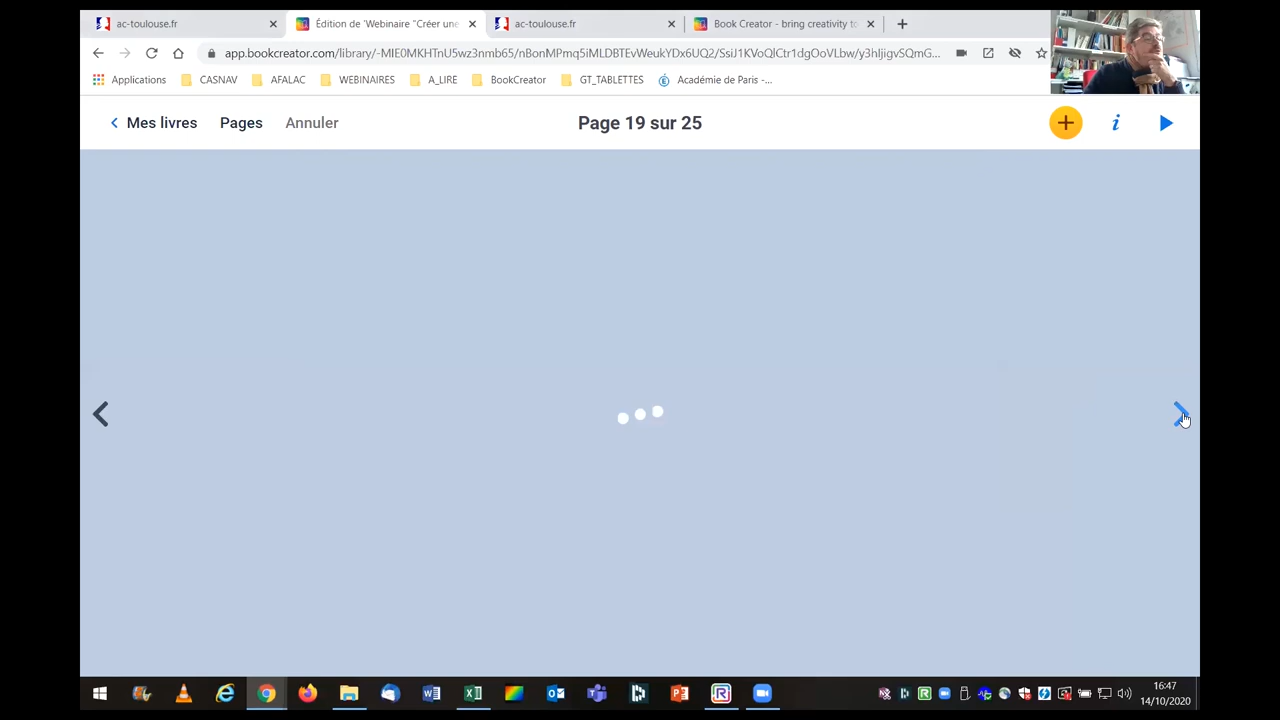 ac-toulouse.fr
Édition de 'Webinaire "Créer une
ac-toulouse.fr
Book Creator - bring creativity to
app.bookcreator.com/library/-MIE0MKHTnU5wz3nmb65/nBonMPmq5iMLDBTEvWeukYDx6UQ2/SsiJ1KVoQlCtr1dgOoVLbw/y3hIjigvSQmG...
Applications
CASNAV
AFALAC
WEBINAIRES
A_LIRE
BookCreator
GT_TABLETTES
Académie de Paris -...
Mes livres
Pages
Annuler
Page 19 sur 25
16:47
14/10/2020